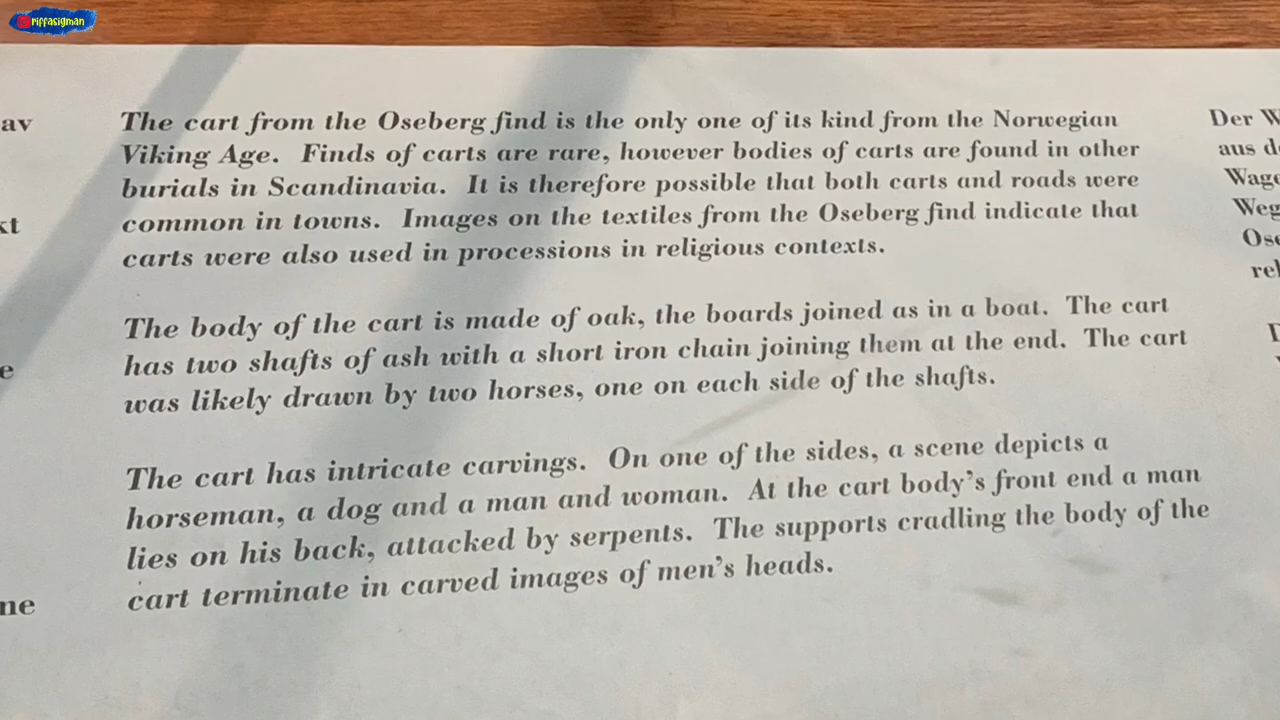 riffasigman
The cart from the Oseberg find is the only one of its kind from the Norwegian
Viking Age. Finds of carts are rare, however bodies of carts are found in other
burials in Scandinavia. It is therefore possible that both carts and roads were
common in towns. Images on the textiles from the Oseberg find indicate that
carts were also used in processions in religious contexts.
The body of the cart is made of oak, the boards joined as in a boat. The cart
has two shafts of ash with a short iron chain joining them at the end. The cart
was likely drawn by two horses, one on each side of the shafts.
The cart has intricate carvings. On one of the sides, a scene depicts a
horseman, a dog and a man and woman. At the cart body's front end a man
lies on his back, attacked by serpents. The supports cradling the body of the
cart terminate in carved images of men's heads.
Der
aus